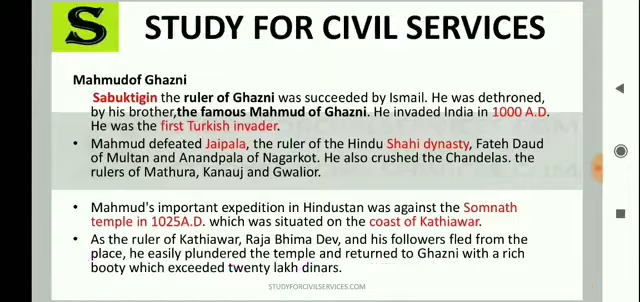 S
STUDY FOR CIVIL SERVICES
Mahmudof Ghazni
Sabuktigin the ruler of Ghazni was succeeded by Ismail. He was dethroned,
by his brother,the famous Mahmud of Ghazni. He invaded India in 1000 A.D.
He was the first Turkish invader.
• Mahmud defeated Jaipala, the ruler of the Hindu Shahi dynasty, Fateh Daud
of Multan and Anandpala of Nagarkot. He also crushed the Chandelas. the
rulers of Mathura, Kanauj and Gwalior.
• Mahmud's important expedition in Hindustan was against the Somnath
temple in 1025A.D. which was situated on the coast of Kathiawar.
• As the ruler of Kathiawar, Raja Bhima Dev, and his followers fled from the
place, he easily plundered the temple and returned to Ghazni with a rich
booty which exceeded twenty lakh dinars.
STUDYFORCIVILSERVICES.COM